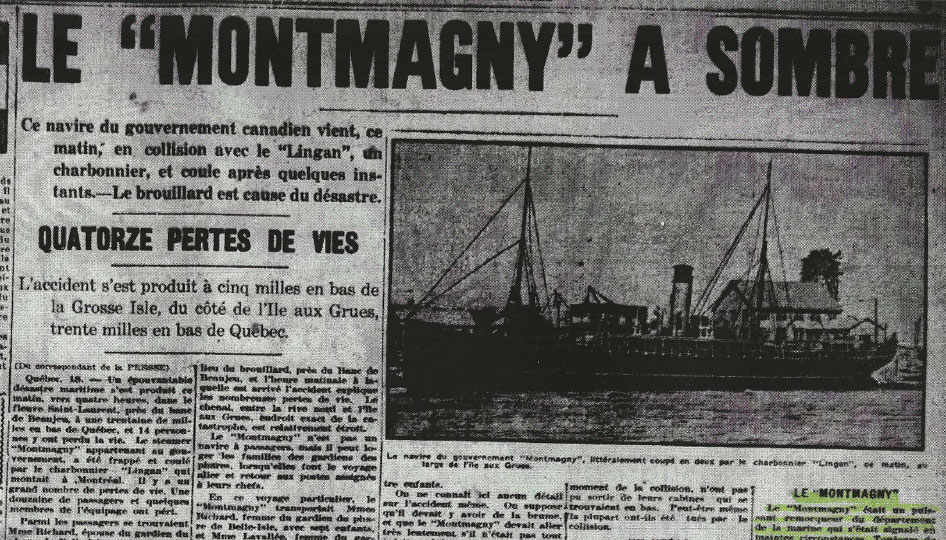 LE "MONTMAGNY" A SOMBRE
Ce navire du gouvernement canadien vient, ce
matin, en collision avec le "Lingan", un
charbonnier, et coule après quelques ins-
tants.—Le brouillard est cause du désastre.
QUATORZE PERTES DE VIES
L'accident s'est produit à cinq milles en bas de
la Grosse Isle, du côté de l'Ile aux Grues,
trente milles en bas de Québec.
(Du correspondant de la PRESSE)
Québec, 18. — Un épouvantable
désastre maritime s'est produit ce
matin, vers quatre heures, dans le
fleuve Saint-Laurent, près du banc
de Beaujeu, à une trentaine de mil-
les en bas de Québec, et 14 person-
nes y ont perdu la vie. Le steamer
"Montmagny" appartenant au gou-
vernement, a été frappé et coulé
par le charbonnier "Lingan" qui
montait à Montréal. Il y a un
grand nombre de pertes de vie. Une
douzaine de passagers et quelques
membres de l'équipage ont péri.
Parmi les passagers se trouvaient
Mme Richard, épouse du gardien du
lieu du brouillard, près du Banc de
Beaujeu, et l'heure matinale à la-
quelle est arrivé l'accident explique
les nombreuses pertes de vie. Le
chenal, entre la rive nord et l'Ile
aux Grues, endroit exact de la ca-
tastrophe, est relativement étroit.
Le "Montmagny" n'est pas un
navire à passagers, mais il peut lo-
ger les familles des gardiens des
phares, lorsqu'elles font le voyage
aller et retour aux postes assignés
à leurs chefs.
En ce voyage particulier, le
"Montmagny" transportait Mme
Richard, femme du gardien du pha-
re de Belle-Isle, avec sept enfants,
et Mme Lavallée, femme du gar-
Le navire du gouvernement "Montmagny", littéralement coupé en deux par le charbonnier "Lingan", ce matin, au
large de l'Ile aux Grues.
tre enfants.
On ne connaît ici aucun détail
sur l'accident même. On suppose
qu'il devait y avoir de la brume,
et que le "Montmagny" devait aller
très lentement s'il n'était pas tout
moment de la collision, n'ont pas
pu sortir de leurs cabines qui se
trouvaient en bas. Peut-être même
la plupart ont-ils été tués par la
collision.
LE "MONTMAGNY"
Le "Montmagny" était un puis-
sant remorqueur du département
de la marine qui s'était signalé en
maintes circonstances.